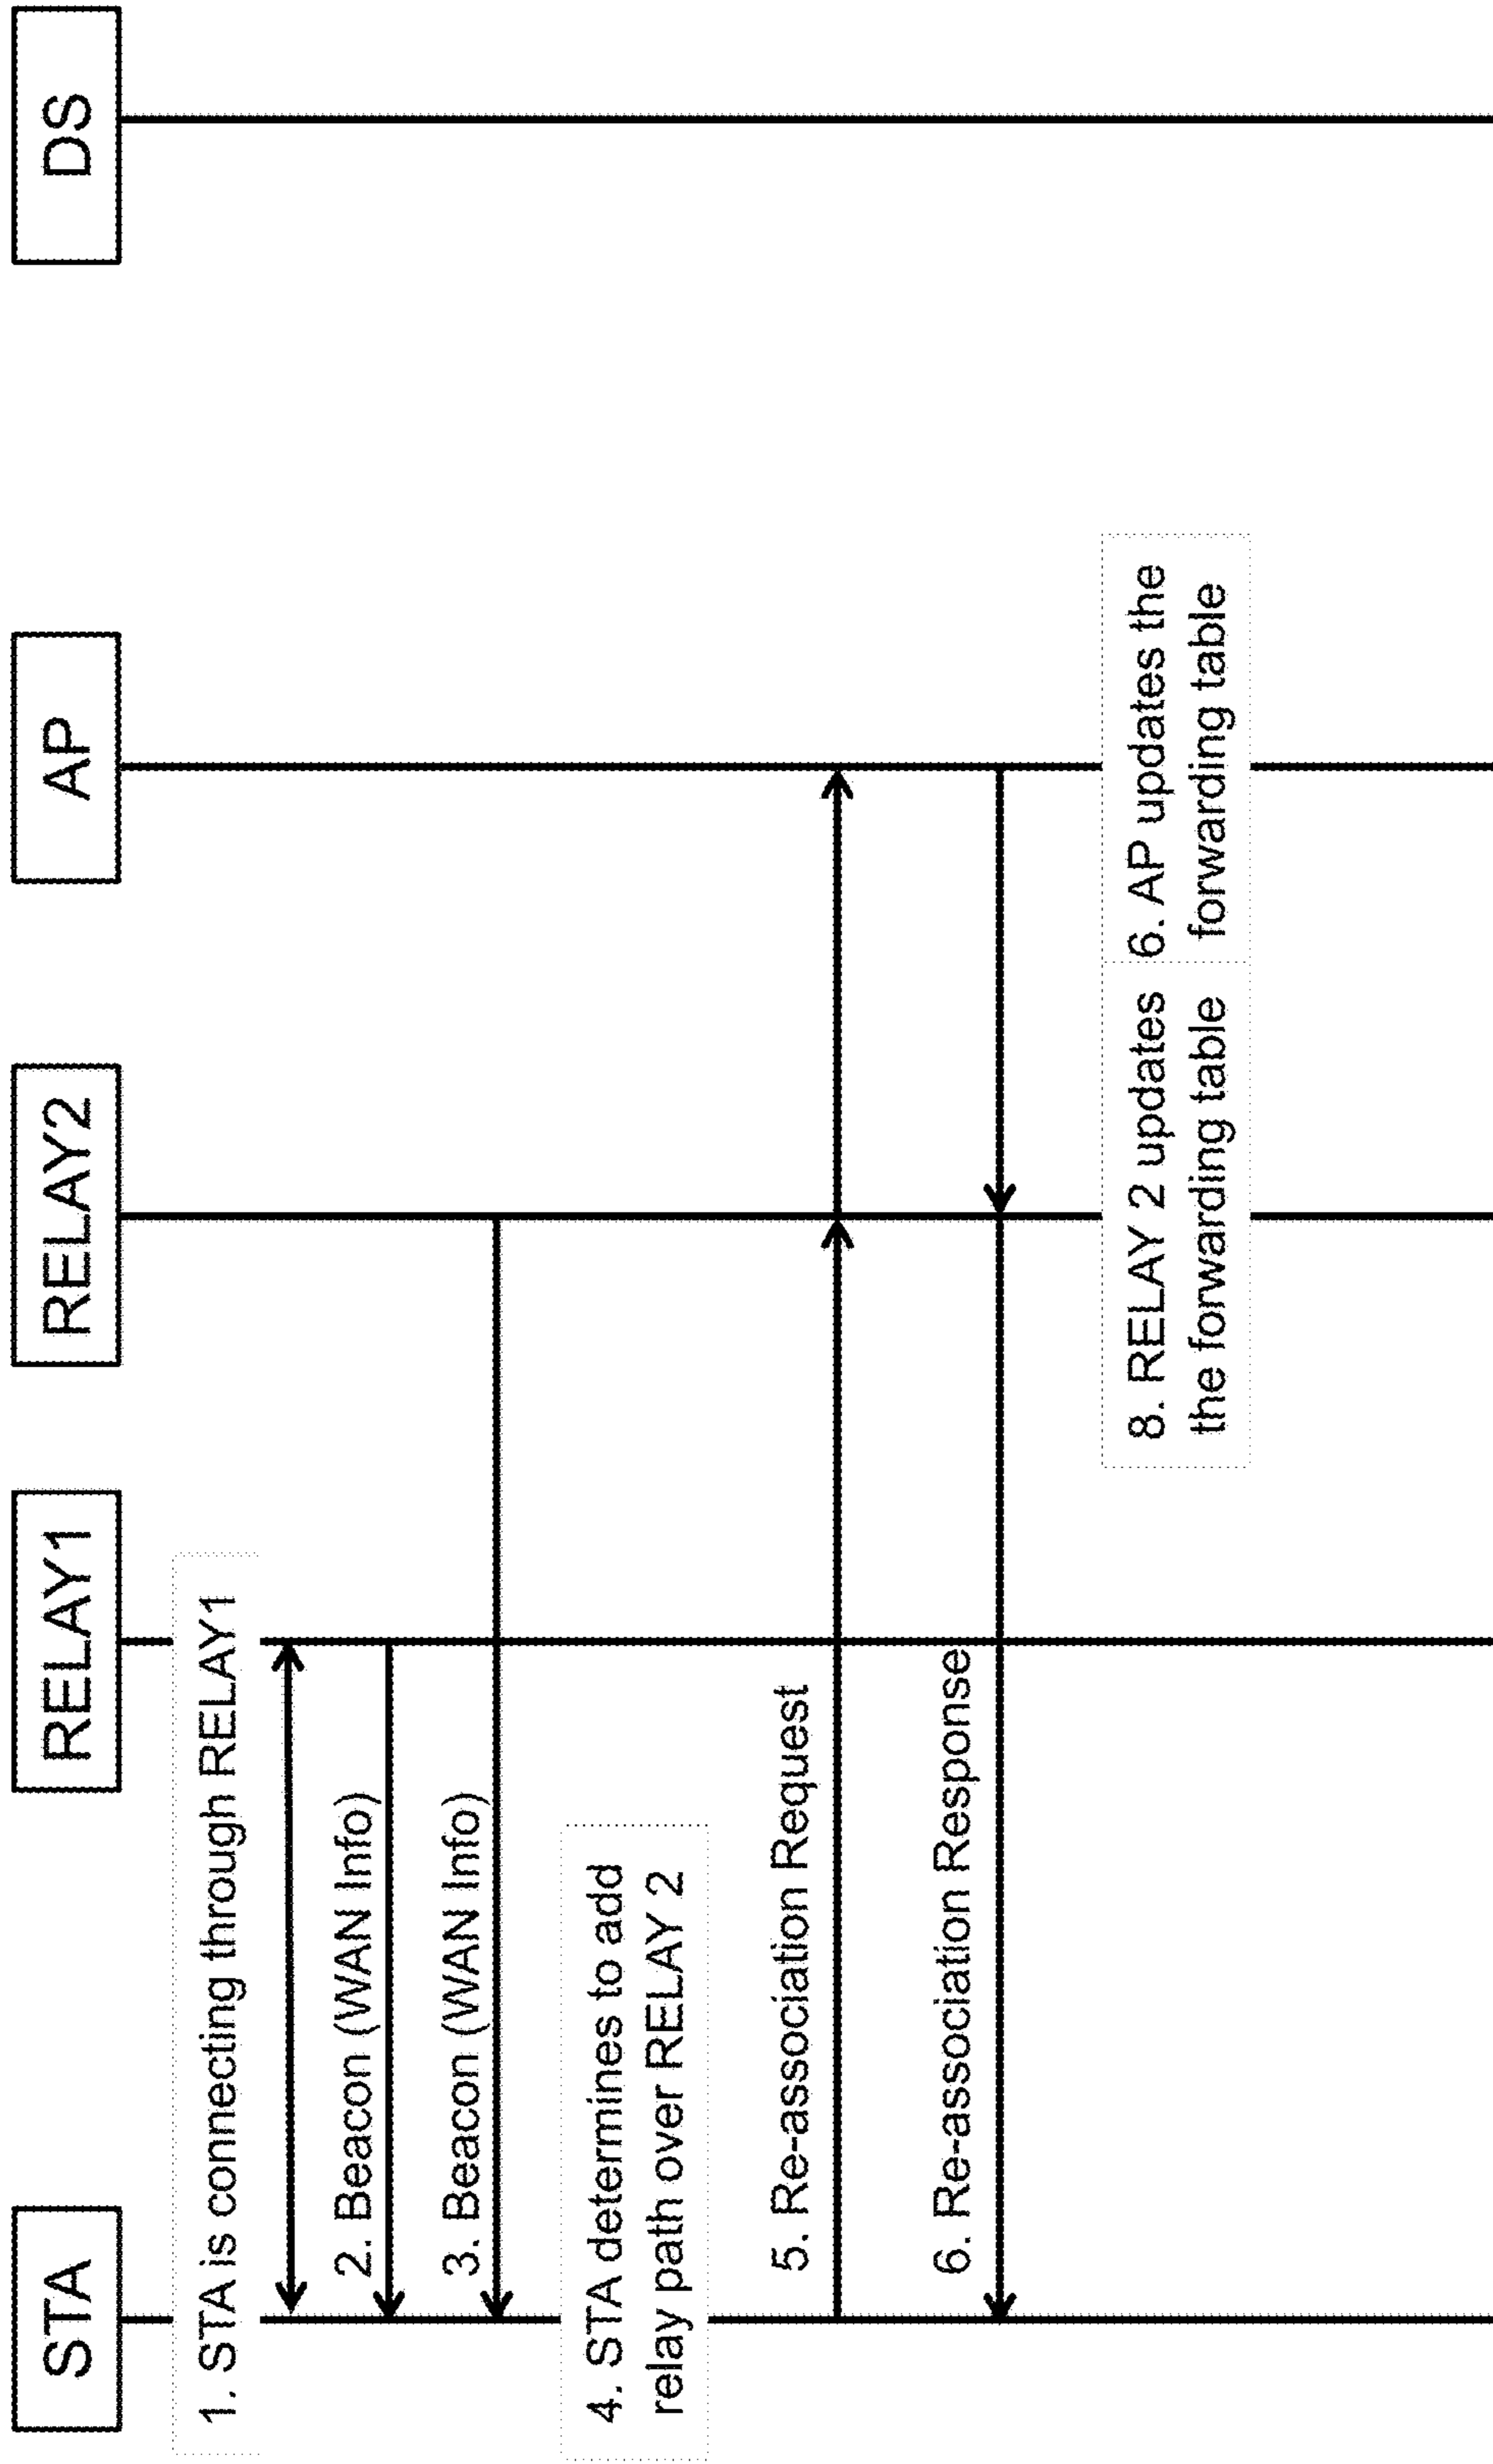 STA
RELAY1
RELAY2
AP
DS
1. STA is connecting through RELAY1
2. Beacon (WAN Info)
3. Beacon (WAN Info)
4. STA determines to add
relay path over RELAY 2
5. Re-association Request
6. Re-association Response
8. RELAY 2 updates
the forwarding table
6. AP updates the
forwarding table